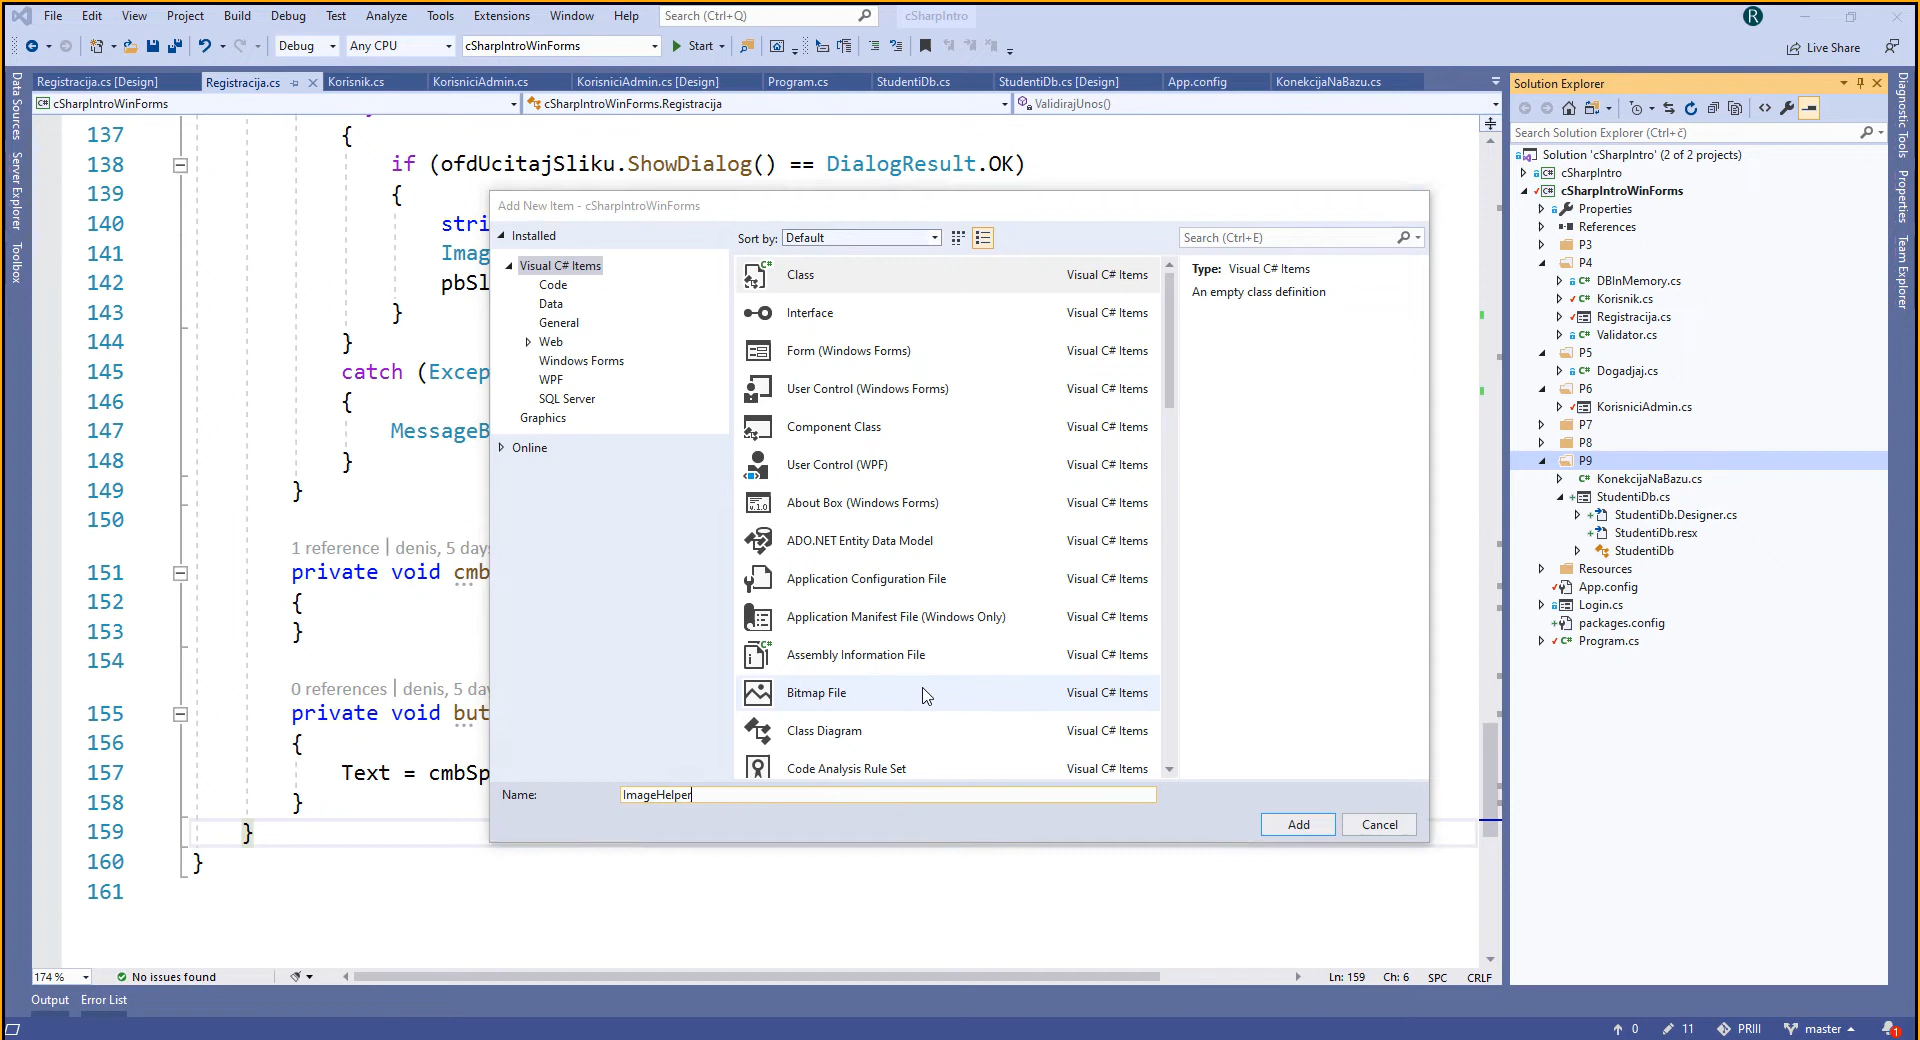 File Edit View Project Build Debug Test Analyze Tools Extensions Window Help Search (Ctrl+Q) cSharpIntro R
Debug Any CPU cSharpIntroWinForms Start Live Share
Registracija.cs [Design] Registracija.cs Korisnik.cs KorisniciAdmin.cs KorisniciAdmin.cs [Design] Program.cs StudentiDb.cs StudentiDb.cs [Design] App.config KonekcijaNaBazu.cs
cSharpIntroWinForms cSharpIntroWinForms.Registracija ValidirajUnos()
137 {
138 if (ofdUcitajSliku.ShowDialog() == DialogResult.OK)
139 {
140 stri
141 Imag
142 pbSl
143 }
144 }
145 catch (Excep
146 {
147 MessageB
148 }
149 }
150
1 reference | denis, 5 days
151 private void cmb
152 {
153 }
154
0 references | denis, 5 day
155 private void but
156 {
157 Text = cmbSp
158 }
159 }
160 }
161
Add New Item - cSharpIntroWinForms
Installed
Visual C# Items
Code
Data
General
Web
Windows Forms
WPF
SQL Server
Graphics
Online
Sort by: Default
Search (Ctrl+E)
Class Visual C# Items
Interface Visual C# Items
Form (Windows Forms) Visual C# Items
User Control (Windows Forms) Visual C# Items
Component Class Visual C# Items
User Control (WPF) Visual C# Items
About Box (Windows Forms) Visual C# Items
ADO.NET Entity Data Model Visual C# Items
Application Configuration File Visual C# Items
Application Manifest File (Windows Only) Visual C# Items
Assembly Information File Visual C# Items
Bitmap File Visual C# Items
Class Diagram Visual C# Items
Code Analysis Rule Set Visual C# Items
Type: Visual C# Items
An empty class definition
Name: ImageHelper
Add Cancel
Solution Explorer
Search Solution Explorer (Ctrl+č)
Solution 'cSharpIntro' (2 of 2 projects)
cSharpIntro
cSharpIntroWinForms
Properties
References
P3
P4
DBInMemory.cs
Korisnik.cs
Registracija.cs
Validator.cs
P5
Dogadjaj.cs
P6
KorisniciAdmin.cs
P7
P8
P9
KonekcijaNaBazu.cs
StudentiDb.cs
StudentiDb.Designer.cs
StudentiDb.resx
StudentiDb
Resources
App.config
Login.cs
packages.config
Program.cs
Data Sources
Server Explorer
Toolbox
Diagnostic Tools
Properties
Team Explorer
174 % No issues found Ln: 159 Ch: 6 SPC CRLF
Output Error List
0 11 PRIII master 1